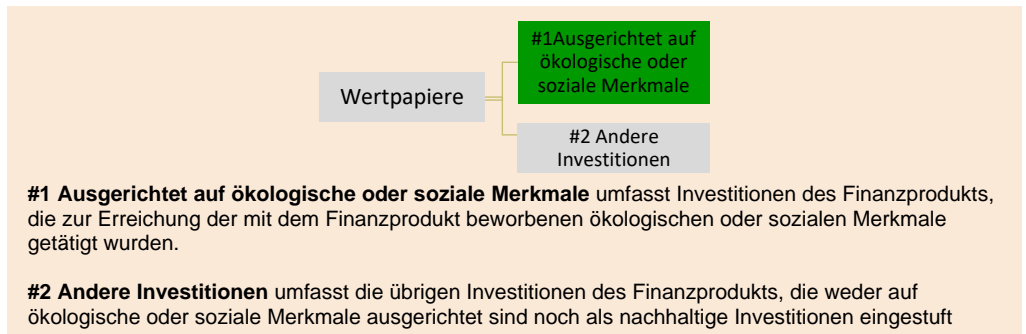 #1Ausgerichtet auf
ökologische oder
soziale Merkmale
Wertpapiere
#2 Andere
Investitionen
#1 Ausgerichtet auf ökologische oder soziale Merkmale umfasst Investitionen des Finanzprodukts,
die zur Erreichung der mit dem Finanzprodukt beworbenen ökologischen oder sozialen Merkmale
getätigt wurden.
#2 Andere Investitionen umfasst die übrigen Investitionen des Finanzprodukts, die weder auf
ökologische oder soziale Merkmale ausgerichtet sind noch als nachhaltige Investitionen eingestuft